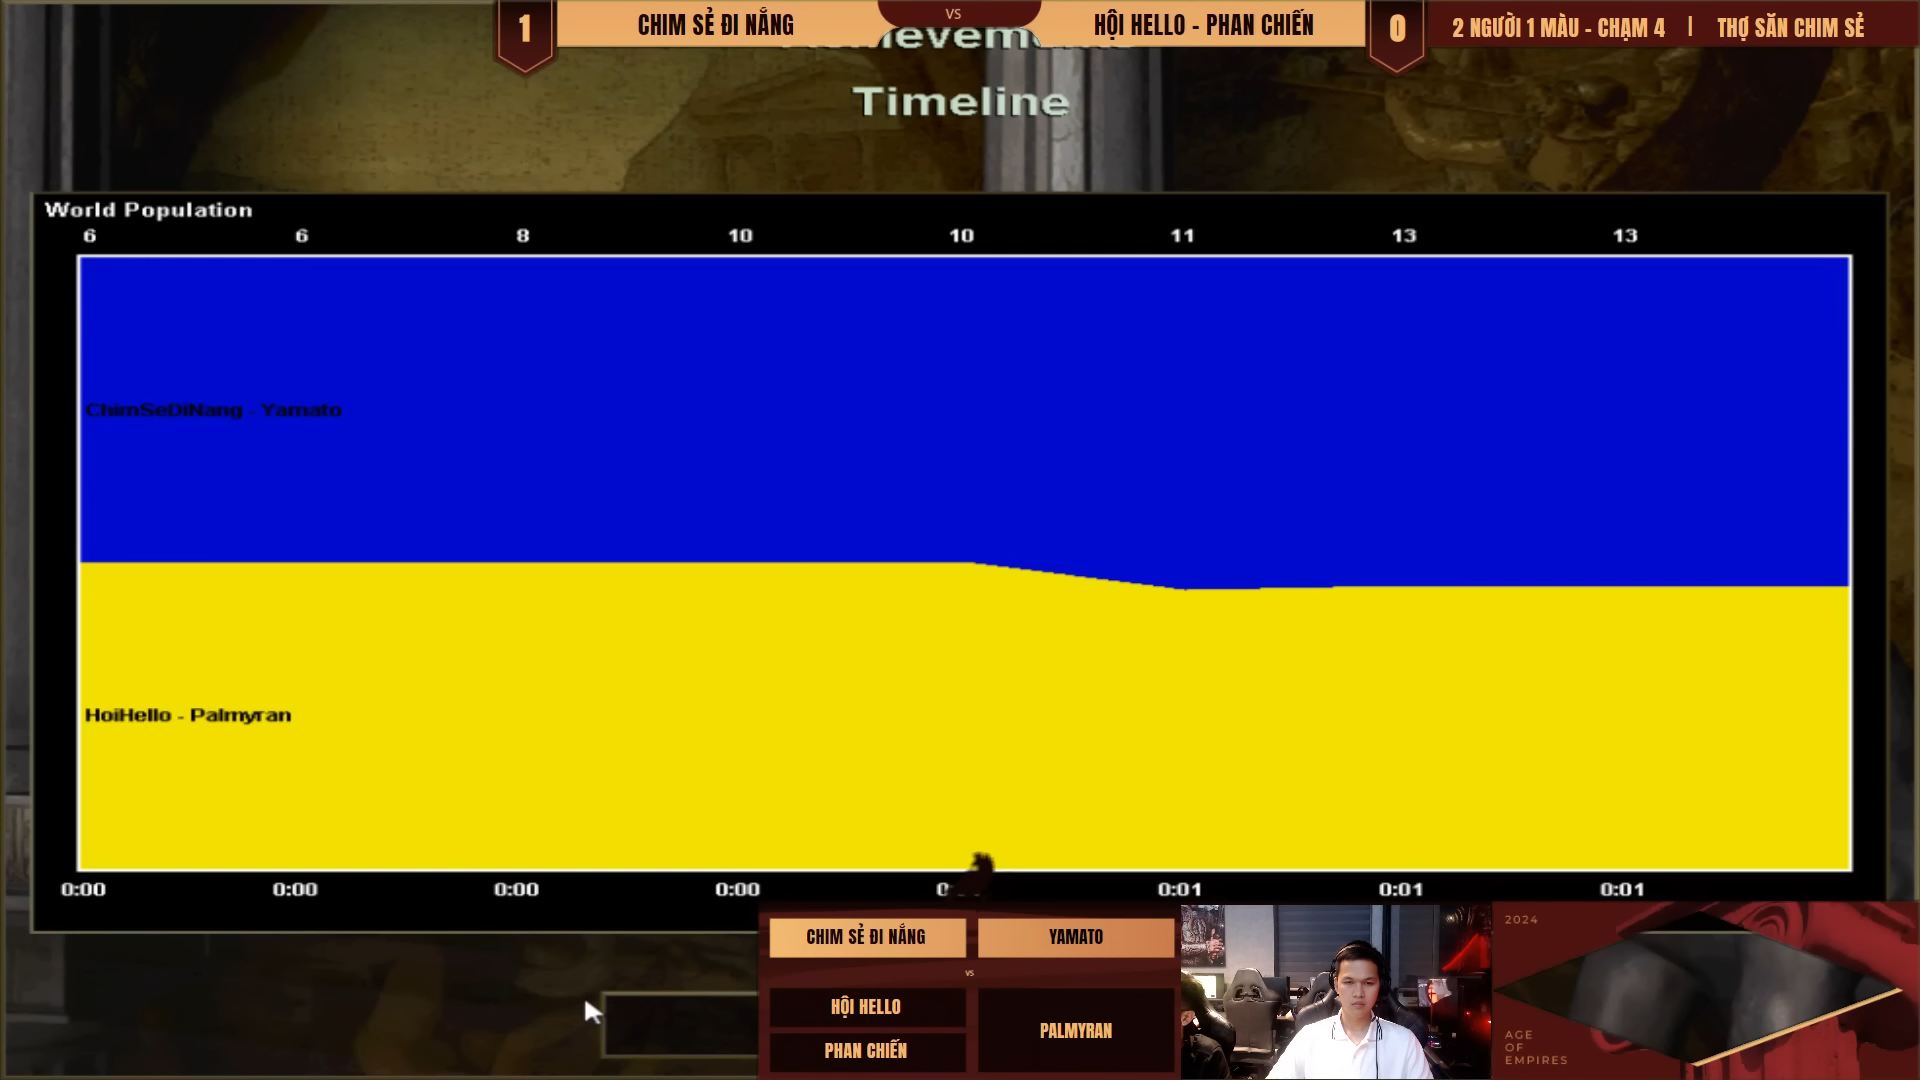 1
CHIM SẺ ĐI NẮNG
VS
HỘI HELLO - PHAN CHIẾN
0
2 NGƯỜI 1 MÀU - CHẠM 4 | THỢ SĂN CHIM SẺ
Timeline
World Population
6 6 8 10 10 11 13 13
ChimSeDiNang - Yamato
HoiHello - Palmyran
0:00 0:00 0:00 0:00 0:01 0:01 0:01
CHIM SẺ ĐI NẮNG
YAMATO
VS
HỘI HELLO
PHAN CHIẾN
PALMYRAN
2024
AGE
OF
EMPIRES